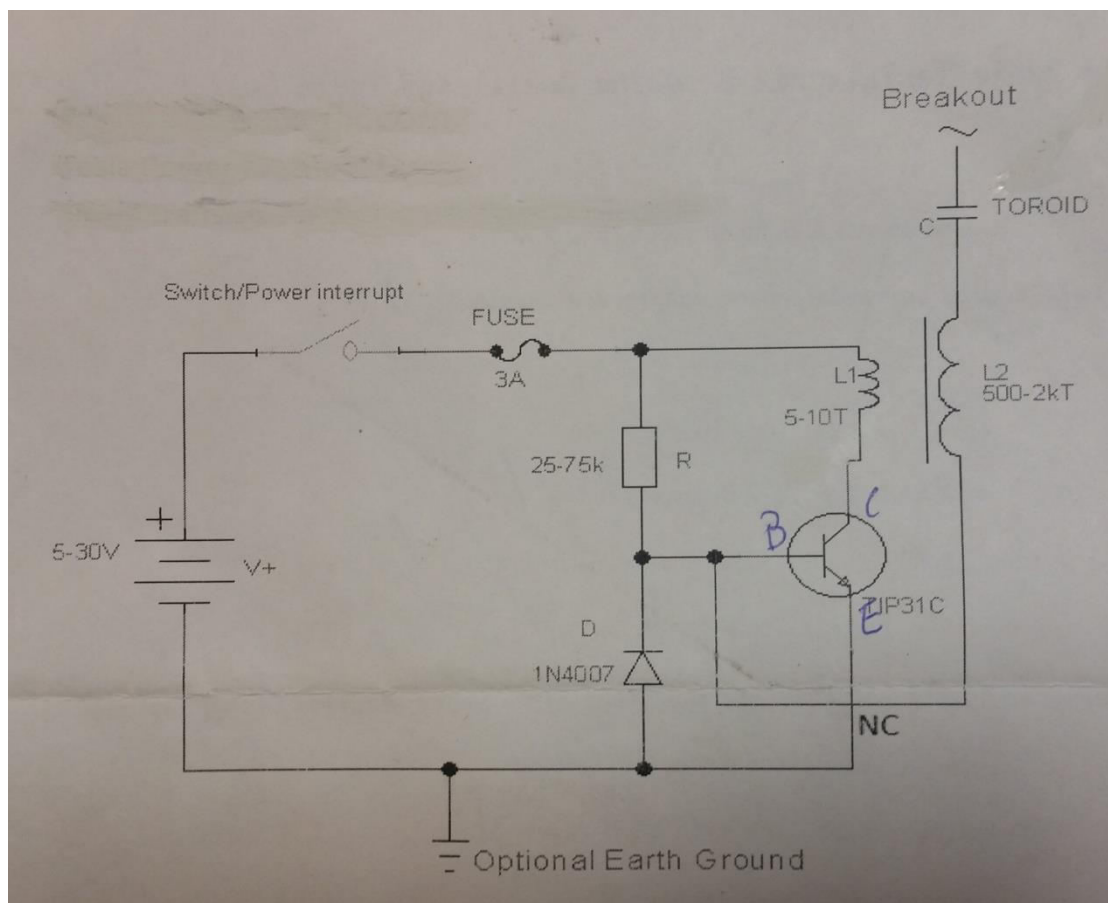 Breakout
TOROID
C
Switch/Power interrupt
FUSE
3A
L1
5-10T
L2
500-2kT
25-75k
R
B
C
E
TIP31C
+
5-30V
V+
D
1N4007
NC
Optional Earth Ground